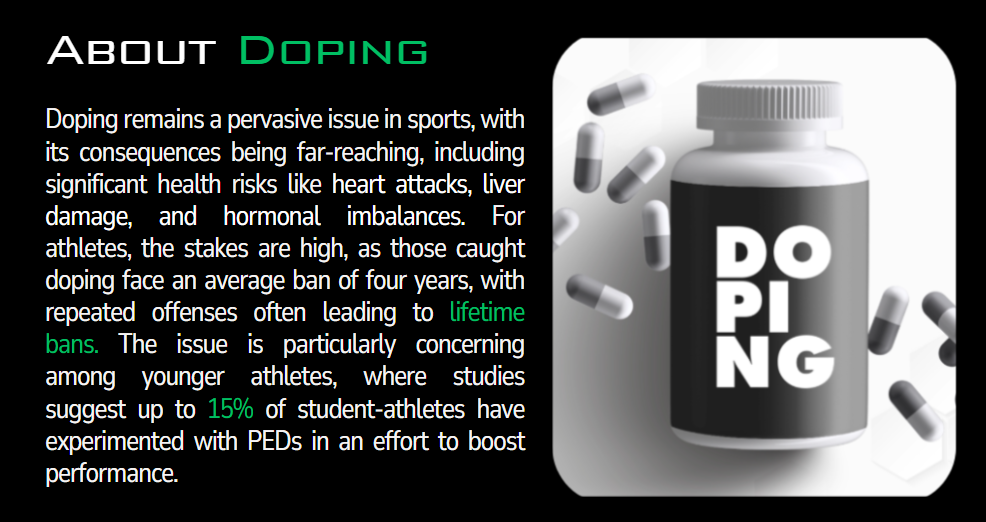 About Doping
Doping remains a pervasive issue in sports, with
its consequences being far-reaching, including
significant health risks like heart attacks, liver
damage, and hormonal imbalances. For
athletes, the stakes are high, as those caught
doping face an average ban of four years, with
repeated offenses often leading to lifetime
bans. The issue is particularly concerning
among younger athletes, where studies
suggest up to 15% of student-athletes have
experimented with PEDs in an effort to boost
performance.
DO
PI
NG